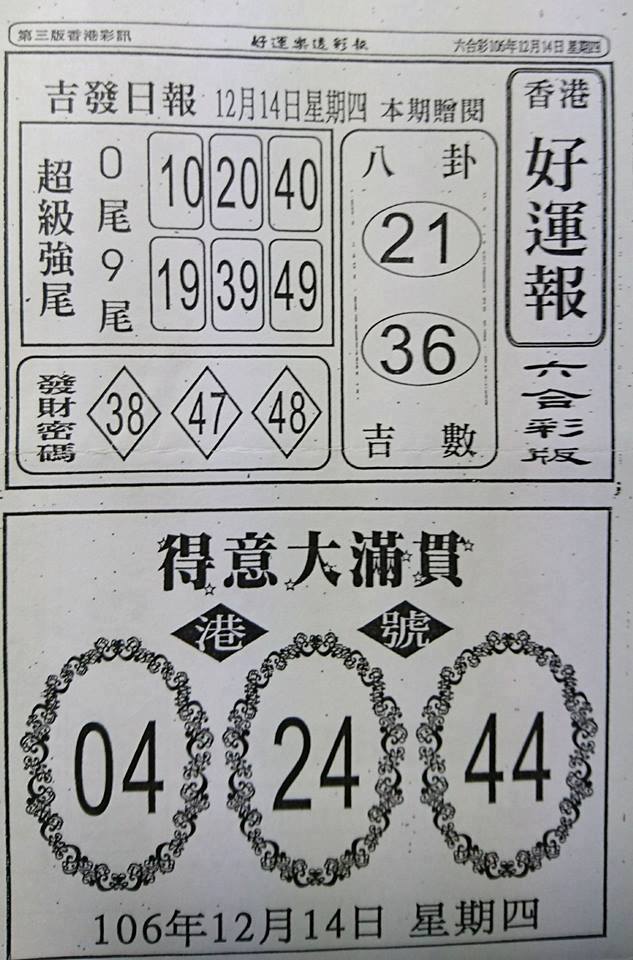 第三版香港彩訊
好運樂透彩報
六合彩106年12月14日 星期四
吉發日報 12月14日星期四 本期贈閱
香港
好運報
六合彩版
超級強尾
0尾 10 20 40
9尾 19 39 49
八卦
21
36
吉數
發財密碼
38 47 48
得意大滿貫
港號
04 24 44
106年12月14日 星期四